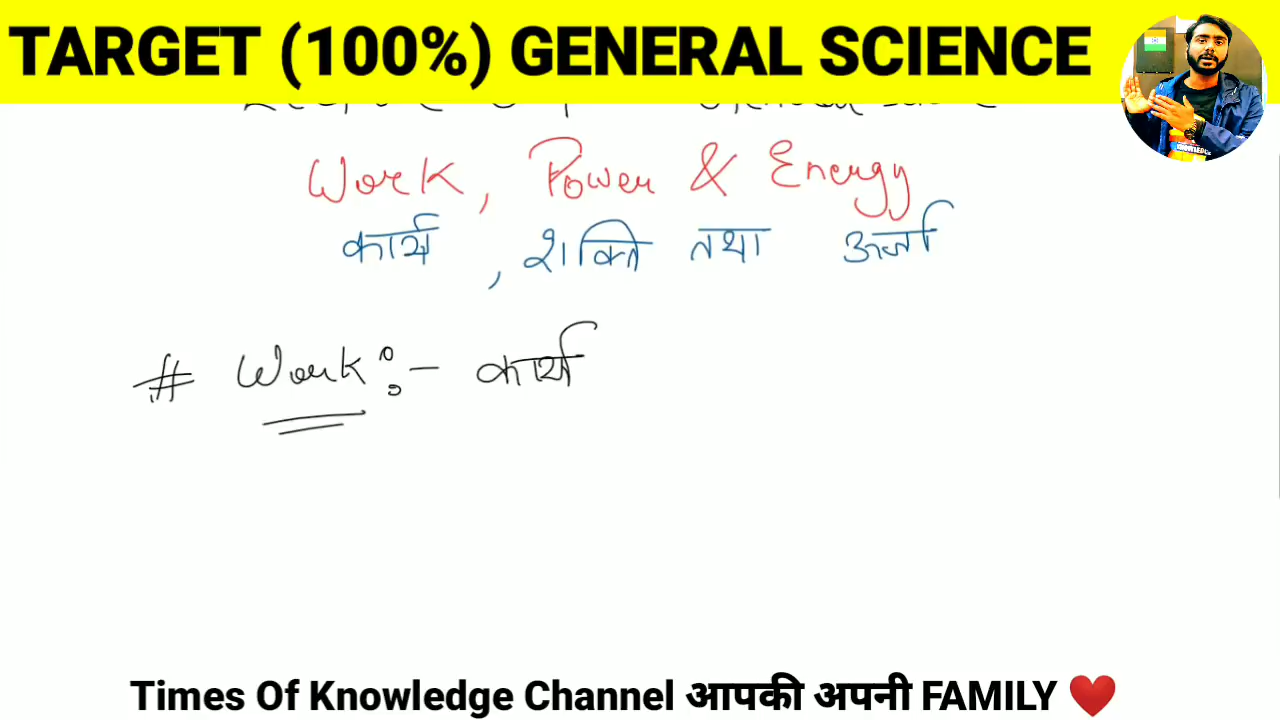 TARGET (100%) GENERAL SCIENCE
Work, Power & Energy
कार्य, शक्ति तथा ऊर्जा
# Work :- कार्य
Times Of Knowledge Channel आपकी अपनी FAMILY ❤️